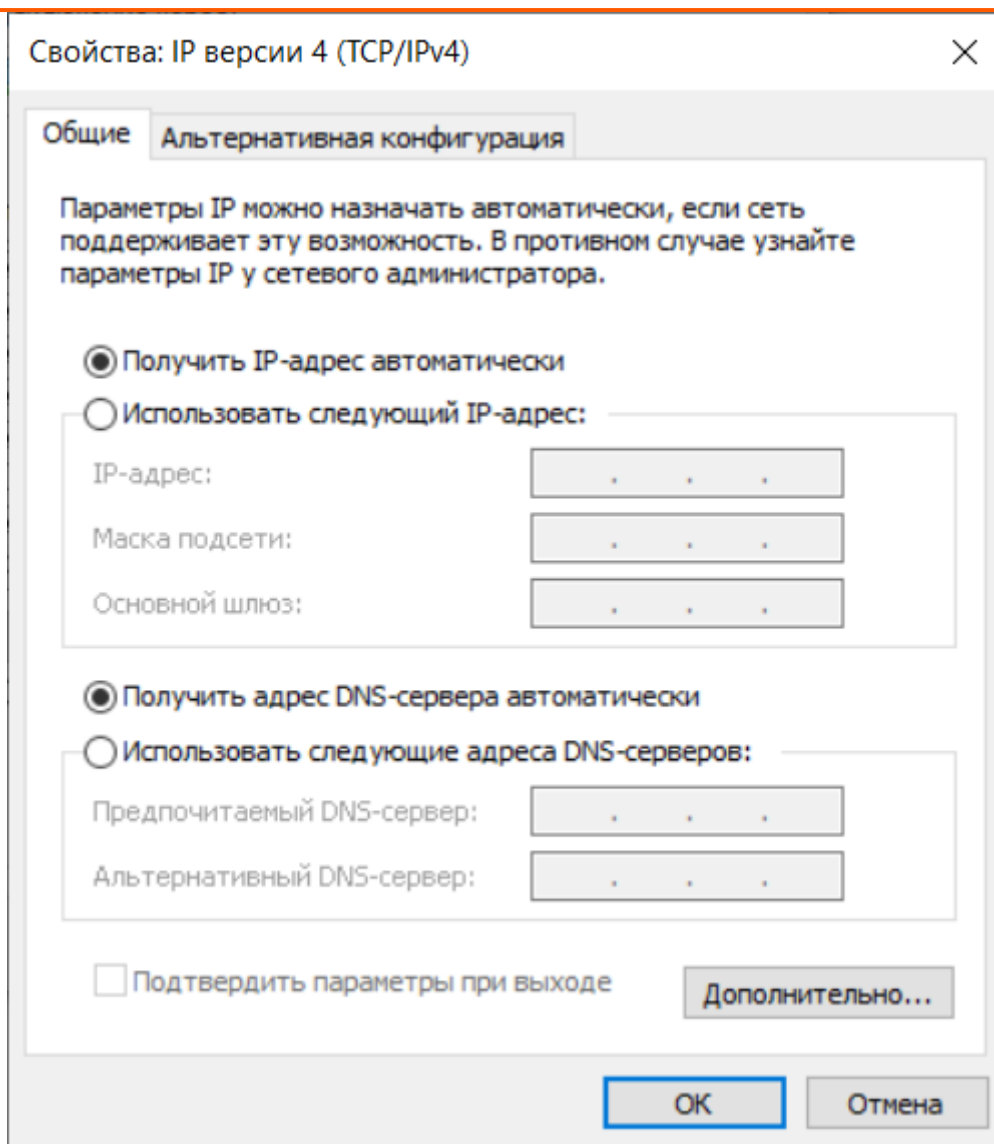 Свойства: IP версии 4 (TCP/IPv4)
Общие
Альтернативная конфигурация
Параметры IP можно назначать автоматически, если сеть
поддерживает эту возможность. В противном случае узнайте
параметры IP у сетевого администратора.
Получить IP-адрес автоматически
Использовать следующий IP-адрес:
IP-адрес:
Маска подсети:
Основной шлюз:
Получить адрес DNS-сервера автоматически
Использовать следующие адреса DNS-серверов:
Предпочитаемый DNS-сервер:
Альтернативный DNS-сервер:
Подтвердить параметры при выходе
Дополнительно...
ОК
Отмена